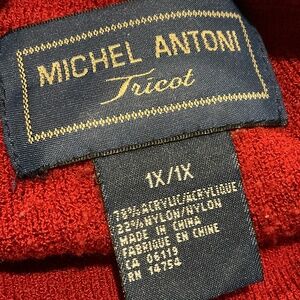 MICHEL ANTONI
Tricot
1X/1X
78% ACRYLIC/ACRYLIQUE
22% NYLON/NYLON
MADE IN CHINA
FABRIQUE EN CHINE
CA 06119
RN 14754